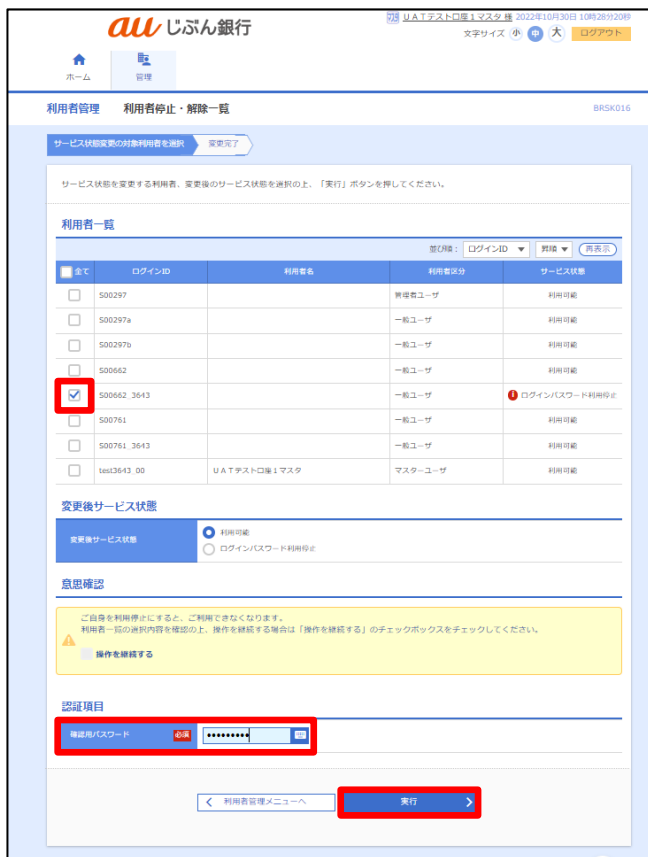 au じぶん銀行
ＵＡＴテスト口座１マスタ 様 2022年10月30日 10時28分20秒
文字サイズ 小 中 大 ログアウト
ホーム 管理
利用者管理 利用者停止・解除一覧 BRSK016
サービス状態変更の対象利用者を選択 変更完了
サービス状態を変更する利用者、変更後のサービス状態を選択の上、「実行」ボタンを押してください。
利用者一覧
並び順： ログインID ▼ 昇順 ▼ 再表示
全て ログインID 利用者名 利用者区分 サービス状態
S00297 管理者ユーザ 利用可能
S00297a 一般ユーザ 利用可能
S00297b 一般ユーザ 利用可能
S00662 一般ユーザ 利用可能
S00662_3643 一般ユーザ ログインパスワード利用停止
S00761 一般ユーザ 利用可能
S00761_3643 一般ユーザ 利用可能
test3643_00 ＵＡＴテスト口座１マスタ マスターユーザ 利用可能
変更後サービス状態
変更後サービス状態 利用可能
ログインパスワード利用停止
意思確認
ご自身を利用停止にすると、ご利用できなくなります。
利用者一覧の選択内容を確認の上、操作を継続する場合は「操作を継続する」のチェックボックスをチェックしてください。
操作を継続する
認証項目
確認用パスワード 必須 •••••••••
利用者管理メニューへ 実行